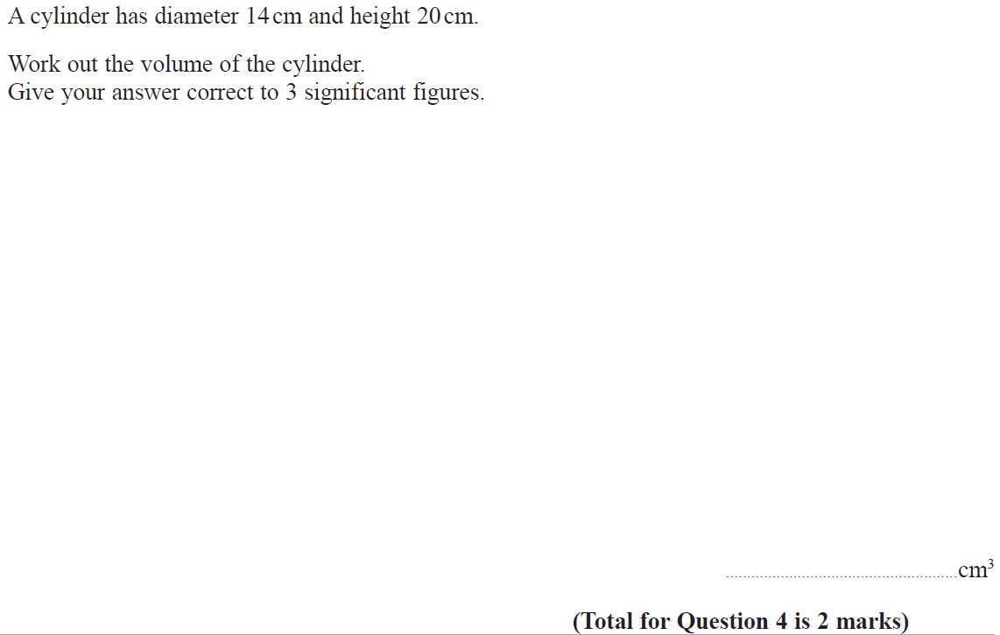 A cylinder has diameter 14 cm and height 20 cm.
Work out the volume of the cylinder.
Give your answer correct to 3 significant figures.
.......................................................cm³
(Total for Question 4 is 2 marks)